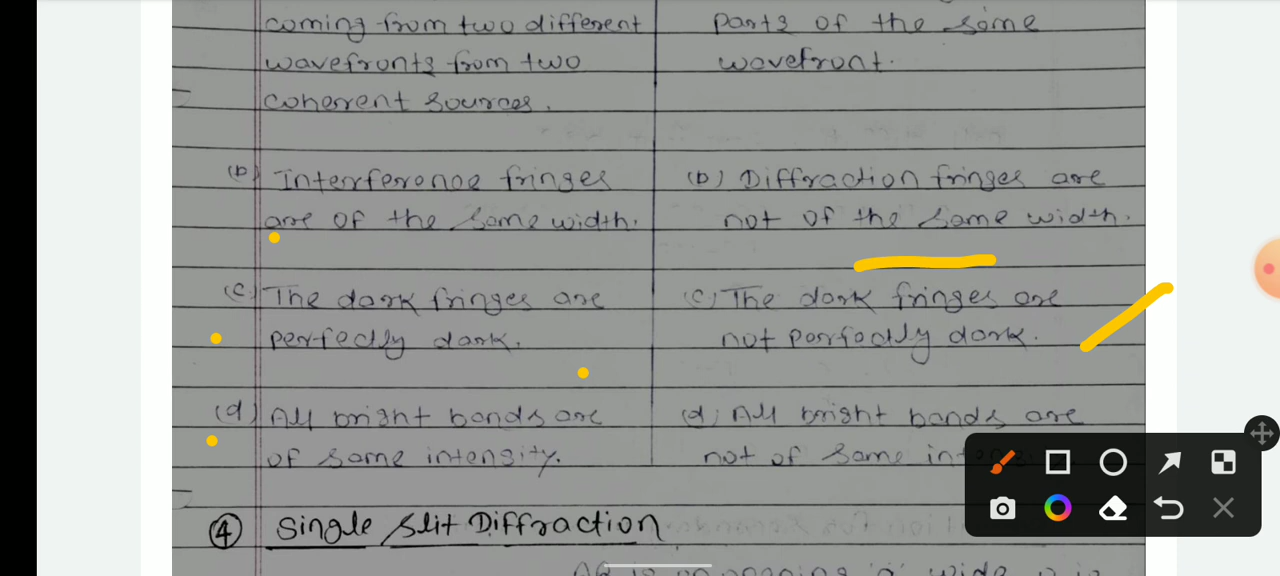 coming from two different
wavefronts from two
coherent sources.
parts of the same
wavefront.
(b) Interference fringes
are of the same width.
(b) Diffraction fringes are
not of the same width.
(c) The dark fringes are
perfectly dark.
(c) The dark fringes are
not perfectly dark.
(d) All bright bands are
of same intensity.
(d) All bright bands are
not of same
④ Single Slit Diffraction